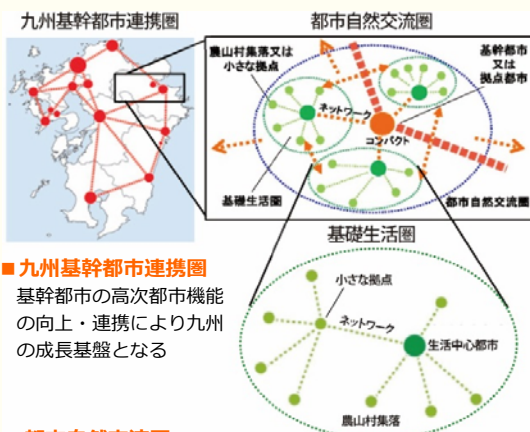 九州基幹都市連携圏
都市自然交流圏
農山村集落又は
小さな拠点
基幹都市
又は
拠点都市
ネットワーク
コンパクト
基礎生活圏
都市自然交流圏
基礎生活圏
■九州基幹都市連携圏
基幹都市の高次都市機能
の向上・連携により九州
の成長基盤となる
小さな拠点
ネットワーク
生活中心都市
農山村集落